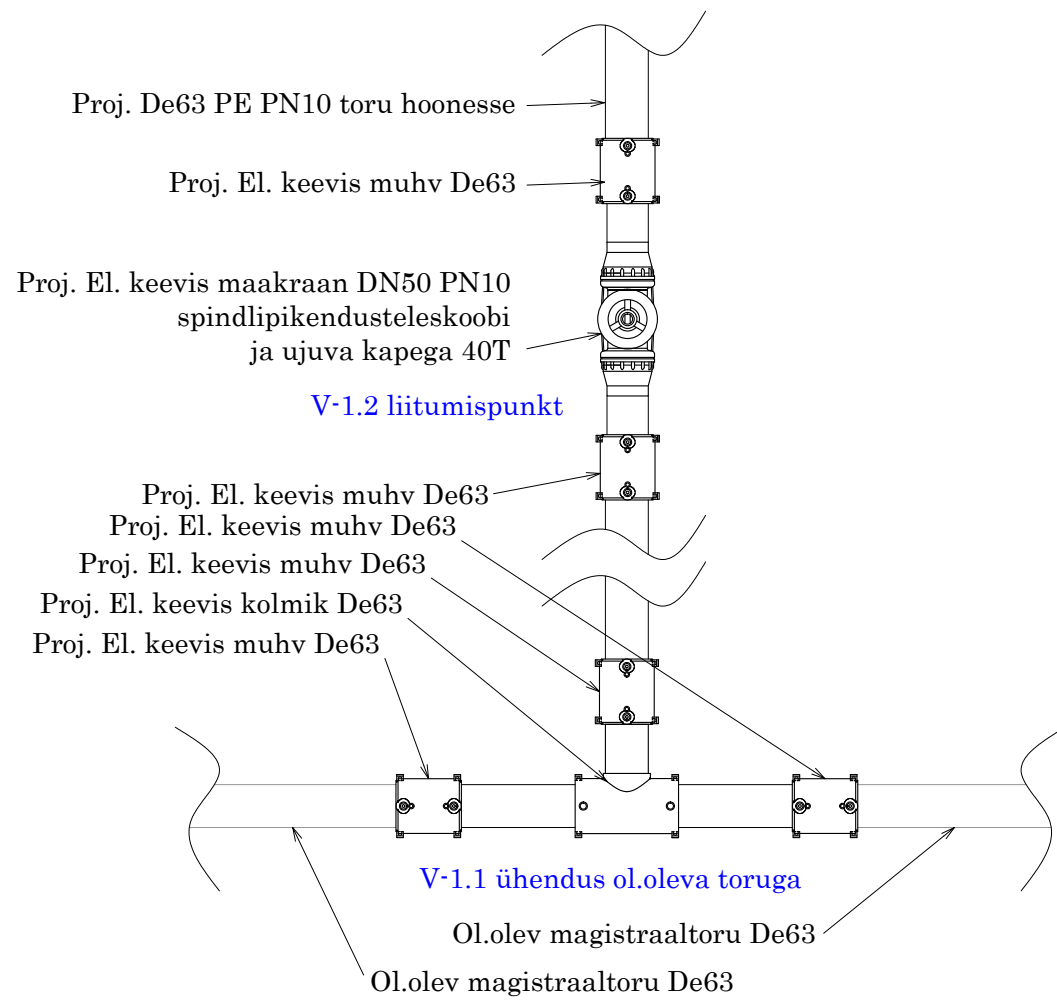 Proj. De63 PE PN10 toru hoonesse
Proj. El. keevis muhv De63
Proj. El. keevis maakraan DN50 PN10
spindlipikendusteleskoobi
ja ujuva kapega 40T
V-1.2 liitumispunkt
Proj. El. keevis muhv De63
Proj. El. keevis muhv De63
Proj. El. keevis muhv De63
Proj. El. keevis kolmik De63
Proj. El. keevis muhv De63
V-1.1 ühendus ol.oleva toruga
Ol.olev magistraaltoru De63
Ol.olev magistraaltoru De63